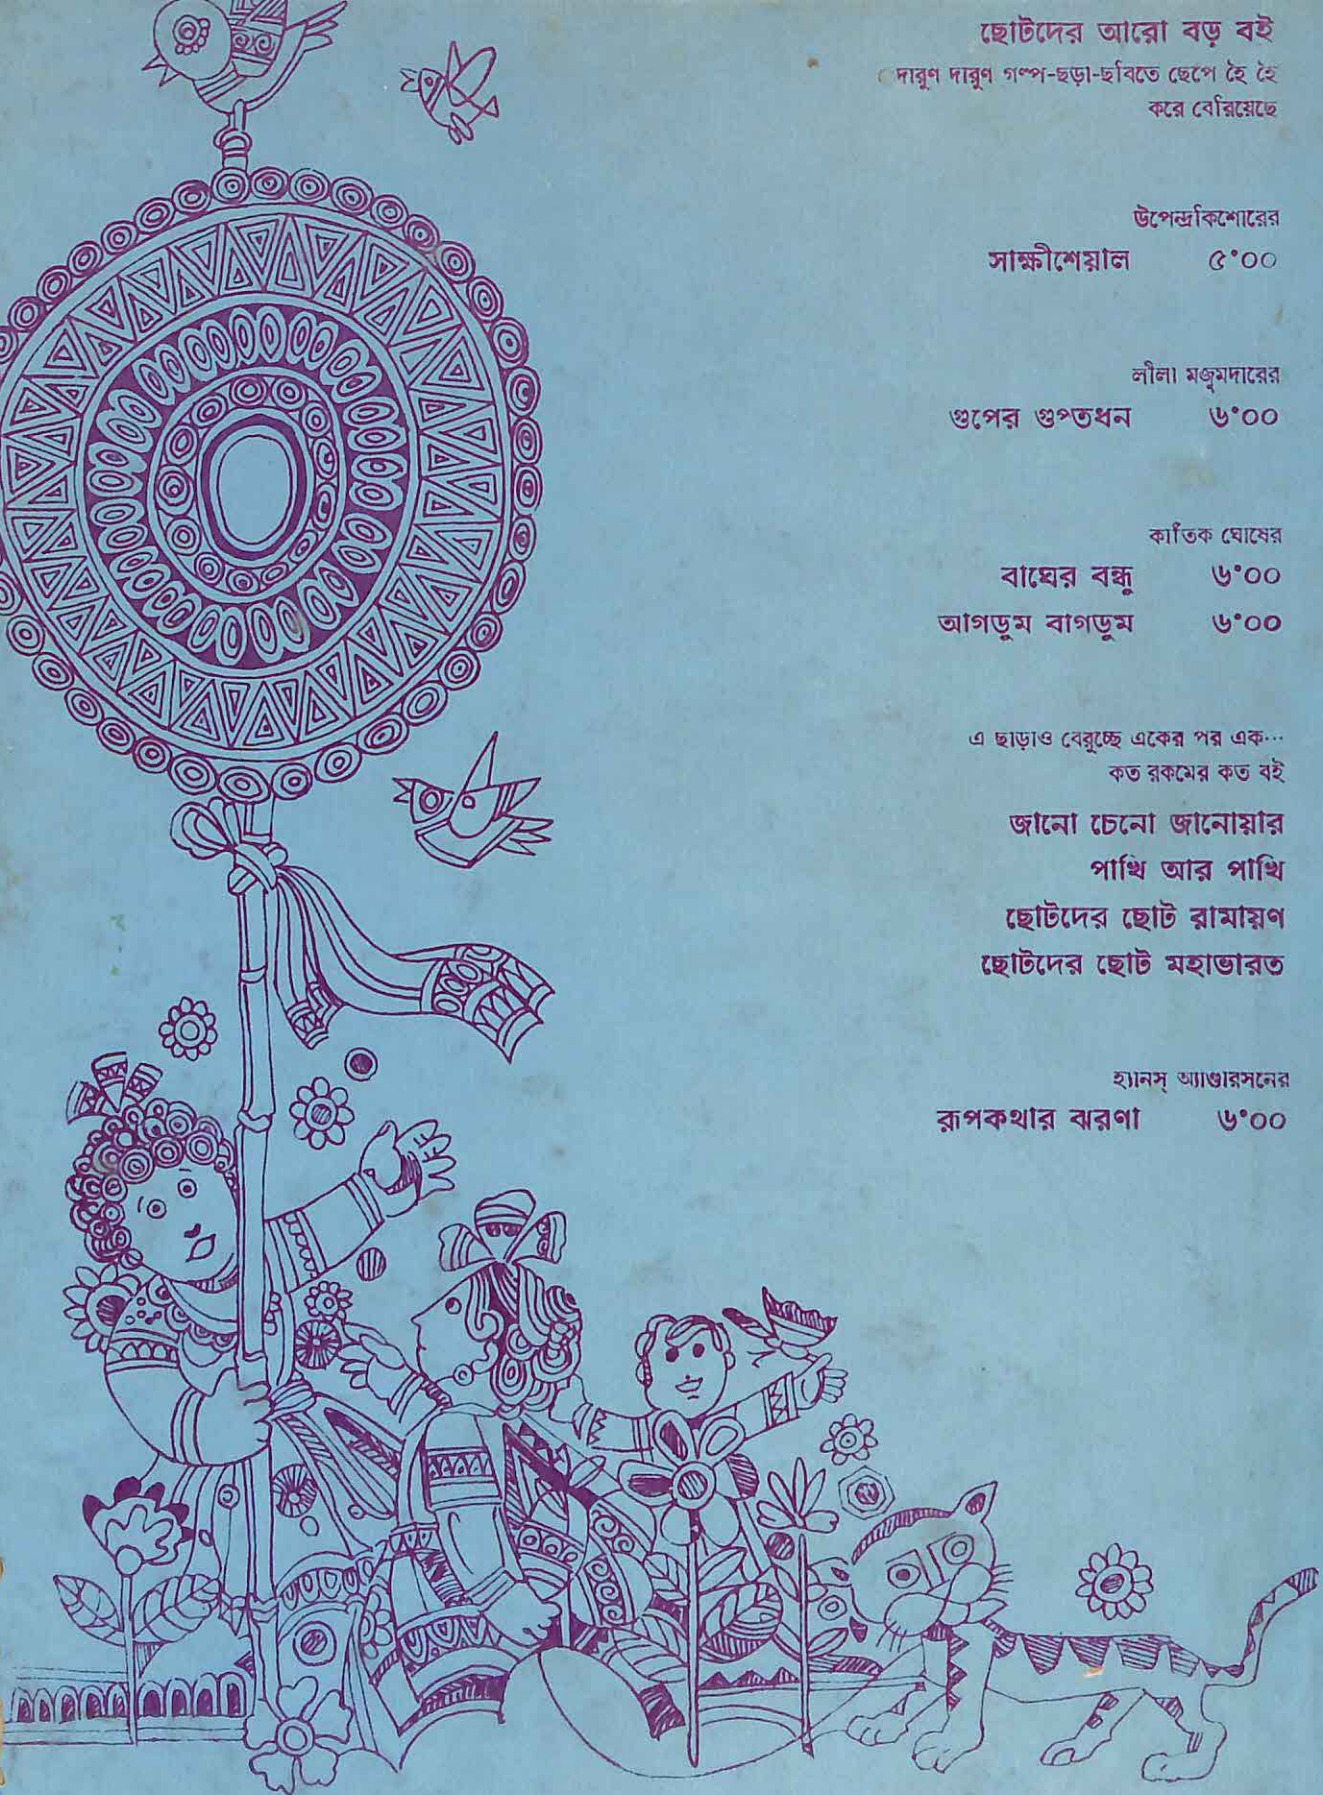 ছোটদের আরো বড় বই
দারুণ দারুণ গল্প-ছড়া-ছবিতে ছেপে হৈ হৈ
করে বেরিয়েছে
উপেন্দ্রকিশোরের
সাক্ষীশেয়াল ৫·০০
লীলা মজুমদারের
গুপের গুপ্তধন ৬·০০
কার্তিক ঘোষের
বাঘের বন্ধু ৬·০০
আগডুম বাগডুম ৬·০০
এ ছাড়াও বেরুচ্ছে একের পর এক...
কত রকমের কত বই
জানো চেনো জানোয়ার
পাখি আর পাখি
ছোটদের ছোট রামায়ণ
ছোটদের ছোট মহাভারত
হ্যানস্ অ্যাণ্ডারসনের
রূপকথার ঝরণা ৬·০০